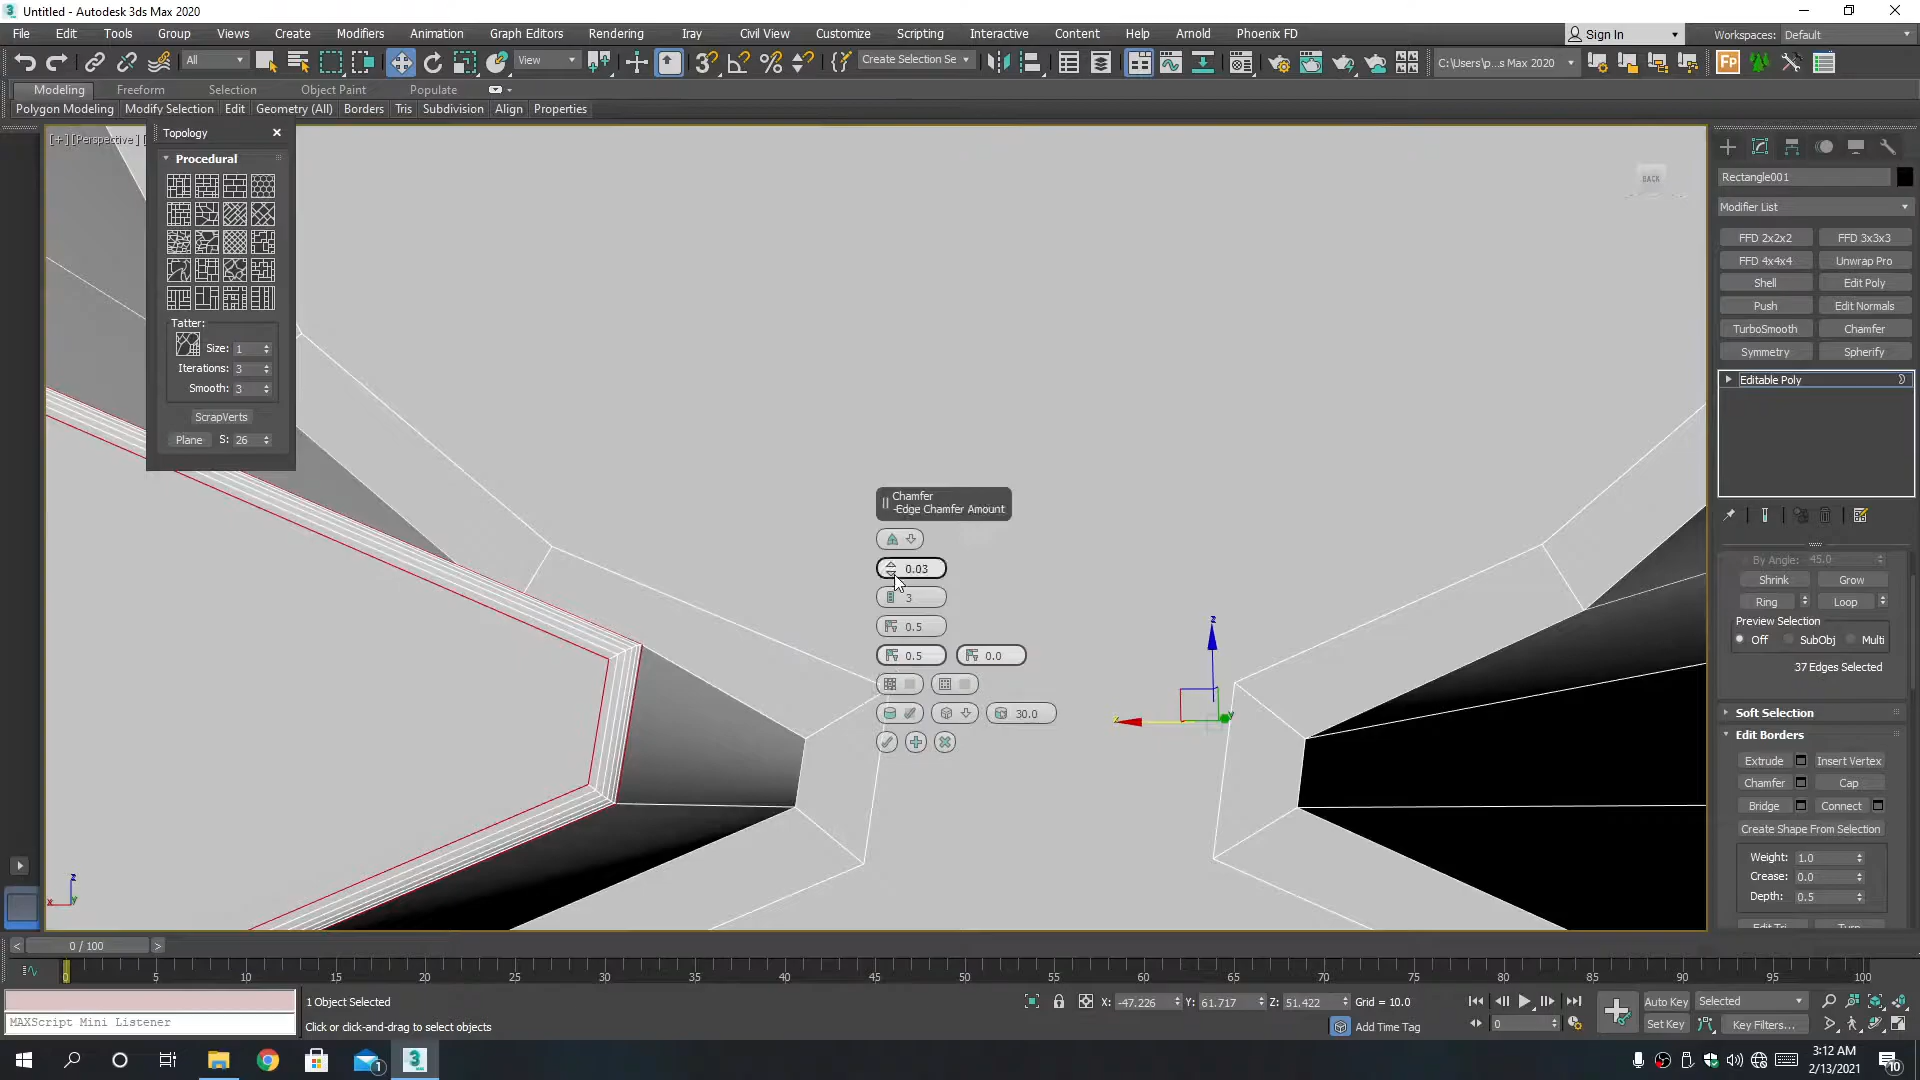 Untitled - Autodesk 3ds Max 2020
File Edit Tools Group Views Create Modifiers Animation Graph Editors Rendering Iray Civil View Customize Scripting Interactive Content Help Arnold Phoenix FD Sign In Workspaces: Default
All View Create Selection Se C:\Users\p...s Max 2020
Modeling Freeform Selection Object Paint Populate
Polygon Modeling Modify Selection Edit Geometry (All) Borders Tris Subdivision Align Properties
[+][Perspective]
Topology
Procedural
Tatter:
Size: 1
Iterations: 3
Smooth: 3
ScrapVerts
Plane S: 26
BACK
Chamfer
-Edge Chamfer Amount
0.03
3
0.5
0.5 0.0
30.0
z
x
y
z
x
y
Rectangle001
Modifier List
FFD 2x2x2 FFD 3x3x3
FFD 4x4x4 Unwrap Pro
Shell Edit Poly
Push Edit Normals
TurboSmooth Chamfer
Symmetry Spherify
Editable Poly
By Angle: 45.0
Shrink Grow
Ring Loop
Preview Selection
Off SubObj Multi
37 Edges Selected
Soft Selection
Edit Borders
Extrude Insert Vertex
Chamfer Cap
Bridge Connect
Create Shape From Selection
Weight: 1.0
Crease: 0.0
Depth: 0.5
Edit Tri. Turn
< 0 / 100 >
0 5 10 15 20 25 30 35 40 45 50 55 60 65 70 75 80 85 90 95 100
1 Object Selected
X: -47.226 Y: 61.717 Z: 51.422 Grid = 10.0
Auto Key Selected
MAXScript Mini Listener
Click or click-and-drag to select objects
Add Time Tag
0
Set Key Key Filters...
1
3:12 AM
2/13/2021
10